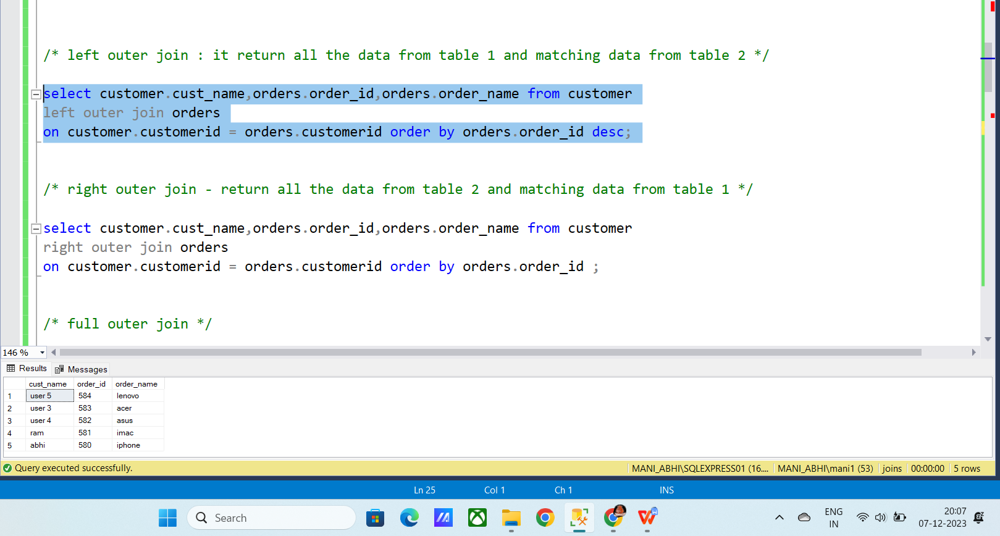 /* left outer join : it return all the data from table 1 and matching data from table 2 */
select customer.cust_name,orders.order_id,orders.order_name from customer
left outer join orders
on customer.customerid = orders.customerid order by orders.order_id desc;
/* right outer join - return all the data from table 2 and matching data from table 1 */
select customer.cust_name,orders.order_id,orders.order_name from customer
right outer join orders
on customer.customerid = orders.customerid order by orders.order_id ;
/* full outer join */
146 %
Results Messages
cust_name order_id order_name
1 user 5 584 lenovo
2 user 3 583 acer
3 user 4 582 asus
4 ram 581 imac
5 abhi 580 iphone
Query executed successfully. MANI_ABHI\SQLEXPRESS01 (16.... MANI_ABHI\mani1 (53) joins 00:00:00 5 rows
Ln 25 Col 1 Ch 1 INS
Search
ENG
IN
20:07
07-12-2023